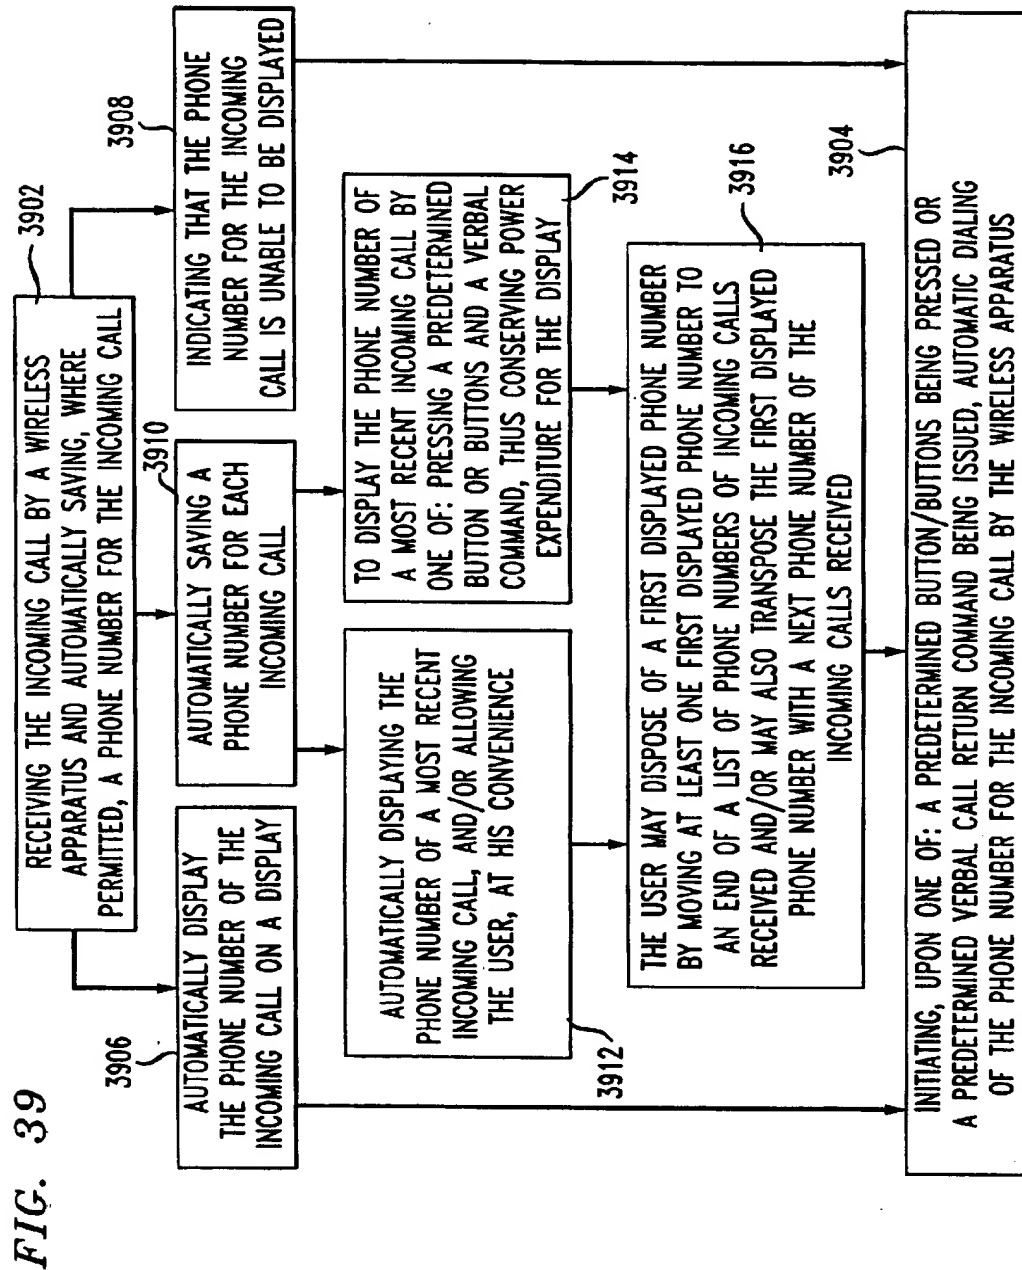 FIG. 39
3902
RECEIVING THE INCOMING CALL BY A WIRELESS
APPARATUS AND AUTOMATICALLY SAVING, WHERE
PERMITTED, A PHONE NUMBER FOR THE INCOMING CALL
3906
AUTOMATICALLY DISPLAY
THE PHONE NUMBER OF THE
INCOMING CALL ON A DISPLAY
3910
AUTOMATICALLY SAVING A
PHONE NUMBER FOR EACH
INCOMING CALL
3908
INDICATING THAT THE PHONE
NUMBER FOR THE INCOMING
CALL IS UNABLE TO BE DISPLAYED
AUTOMATICALLY DISPLAYING THE
PHONE NUMBER OF A MOST RECENT
INCOMING CALL, AND/OR ALLOWING
THE USER, AT HIS CONVENIENCE
3912
TO DISPLAY THE PHONE NUMBER OF
A MOST RECENT INCOMING CALL BY
ONE OF: PRESSING A PREDETERMINED
BUTTON OR BUTTONS AND A VERBAL
COMMAND, THUS CONSERVING POWER
EXPENDITURE FOR THE DISPLAY
3914
THE USER MAY DISPOSE OF A FIRST DISPLAYED PHONE NUMBER
BY MOVING AT LEAST ONE FIRST DISPLAYED PHONE NUMBER TO
AN END OF A LIST OF PHONE NUMBERS OF INCOMING CALLS
RECEIVED AND/OR MAY ALSO TRANSPOSE THE FIRST DISPLAYED
PHONE NUMBER WITH A NEXT PHONE NUMBER OF THE
INCOMING CALLS RECEIVED
3916
3904
INITIATING, UPON ONE OF: A PREDETERMINED BUTTON/BUTTONS BEING PRESSED OR
A PREDETERMINED VERBAL CALL RETURN COMMAND BEING ISSUED, AUTOMATIC DIALING
OF THE PHONE NUMBER FOR THE INCOMING CALL BY THE WIRELESS APPARATUS